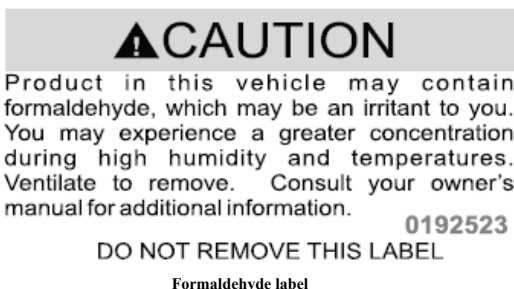 CAUTION
Product in this vehicle may contain
formaldehyde, which may be an irritant to you.
You may experience a greater concentration
during high humidity and temperatures.
Ventilate to remove. Consult your owner's
manual for additional information.
0192523
DO NOT REMOVE THIS LABEL
Formaldehyde label